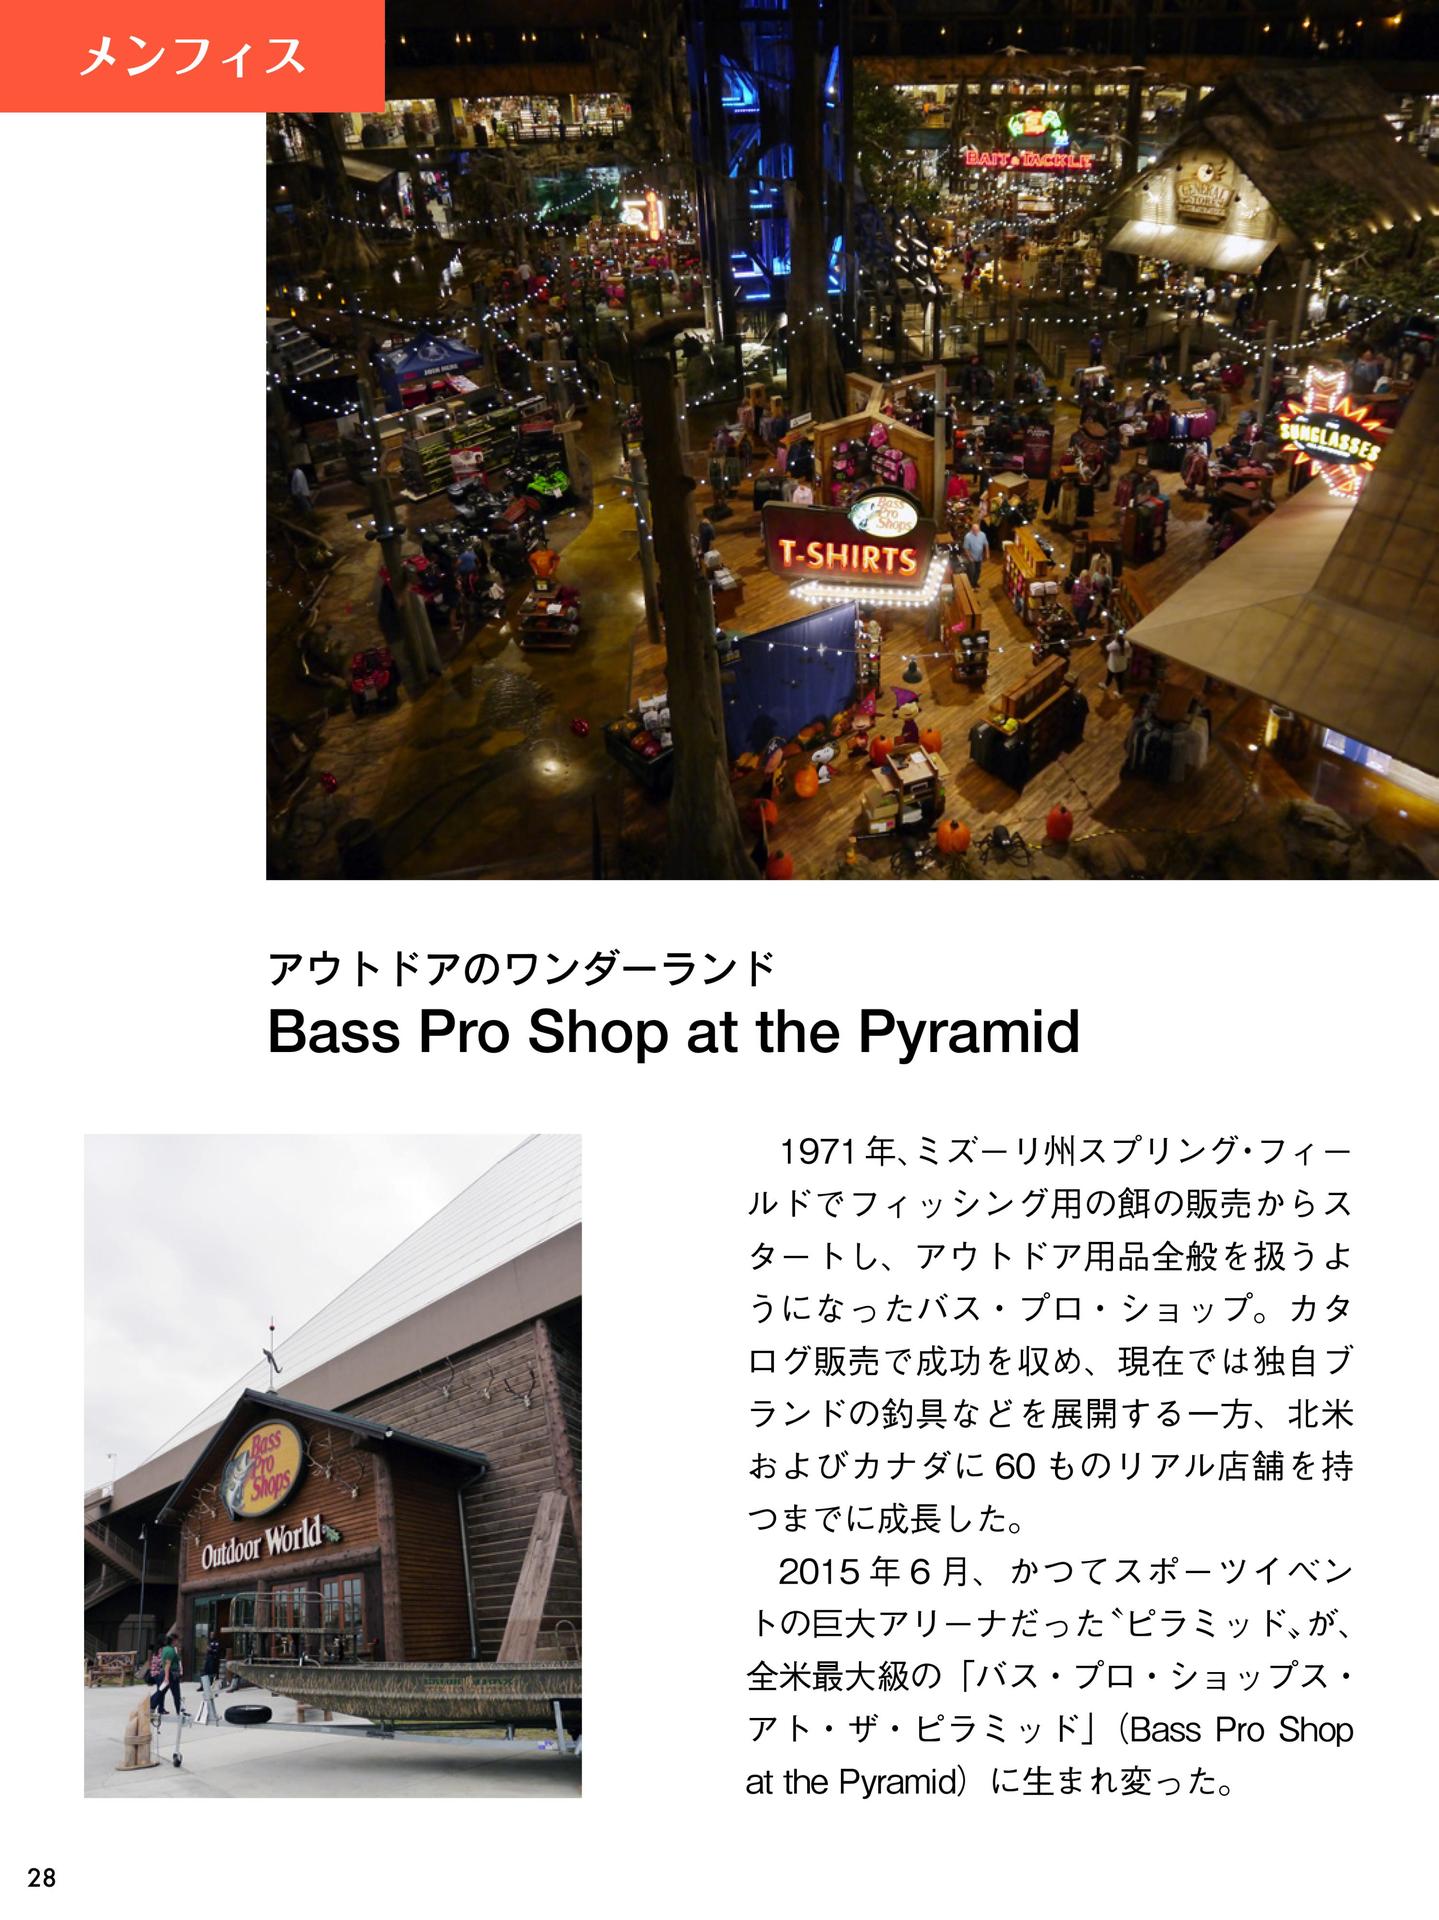 メンフィス
BAIT & TACKLE
GENERAL
STORE
JOIN HERE
SUNGLASSES
Bass
Pro
Shops
T-SHIRTS
アウトドアのワンダーランド
Bass Pro Shop at the Pyramid
1971年、ミズーリ州スプリング・フィー
ルドでフィッシング用の餌の販売からス
タートし、アウトドア用品全般を扱うよ
うになったバス・プロ・ショップ。カタ
ログ販売で成功を収め、現在では独自ブ
ランドの釣具などを展開する一方、北米
およびカナダに 60 ものリアル店舗を持
つまでに成長した。
2015 年 6 月、かつてスポーツイベン
トの巨大アリーナだった〝ピラミッド〟が、
全米最大級の「バス・プロ・ショップス・
アト・ザ・ピラミッド」（Bass Pro Shop
at the Pyramid）に生まれ変った。
Bass
Pro
Shops
Outdoor World
28